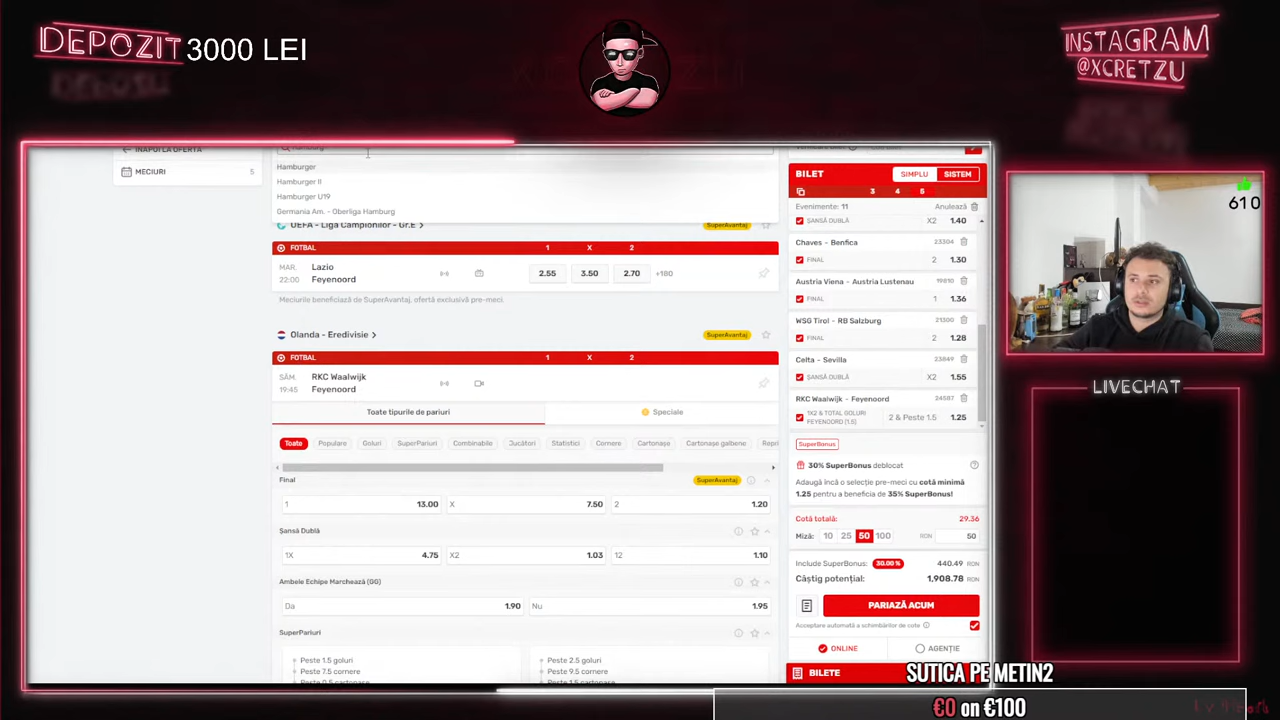 DEPOZIT 3000 LEI
INSTAGRAM
@XCRETZU
ÎNAPOI LA OFERTĂ
MECIURI 5
Hamburg
Hamburger
Hamburger II
Hamburger U19
Germania Am. - Oberliga Hamburg
UEFA - Liga Campionilor - Gr.E SuperAvantaj
FOTBAL 1 X 2
MAR. 22:00 Lazio
Feyenoord
2.55 3.50 2.70 +180
Meciurile beneficiază de SuperAvantaj, ofertă exclusivă pre-meci.
Olanda - Eredivisie SuperAvantaj
FOTBAL 1 X 2
SÂM. 19:45 RKC Waalwijk
Feyenoord
Toate tipurile de pariuri Speciale
Toate Populare Goluri SuperPariuri Combinabile Jucători Statistici Cornere Cartonașe Cartonașe galbene Repri
Final SuperAvantaj
1 13.00 X 7.50 2 1.20
Șansă Dublă
1X 4.75 X2 1.03 12 1.10
Ambele Echipe Marchează (GG)
Da 1.90 Nu 1.95
SuperPariuri
Peste 1.5 goluri Peste 2.5 goluri
Peste 7.5 cornere Peste 9.5 cornere
Peste 0.5 cartonașe Peste 1.5 cartonașe
BILET SIMPLU SISTEM
3 4 5
Evenimente: 11 Anulează
ȘANSĂ DUBLĂ X2 1.40
Chaves - Benfica 23304
FINAL 2 1.30
Austria Viena - Austria Lustenau 19810
FINAL 1 1.36
WSG Tirol - RB Salzburg 21300
FINAL 2 1.28
Celta - Sevilla 23849
ȘANSĂ DUBLĂ X2 1.55
RKC Waalwijk - Feyenoord 24587
1X2 & TOTAL GOLURI FEYENOORD (1.5) 2 & Peste 1.5 1.25
SuperBonus
30% SuperBonus deblocat
Adaugă încă o selecție pre-meci cu cotă minimă
1.25 pentru a beneficia de 35% SuperBonus!
Cotă totală: 29.36
Miză: 10 25 50 100 RON 50
Include SuperBonus: 30.00 % 440.49 RON
Câștig potențial: 1,908.78 RON
PARIAZĂ ACUM
Acceptare automată a schimbărilor de cote
ONLINE AGENȚIE
BILETE
610
LIVECHAT
SUTICA PE METIN2
€0 on €100